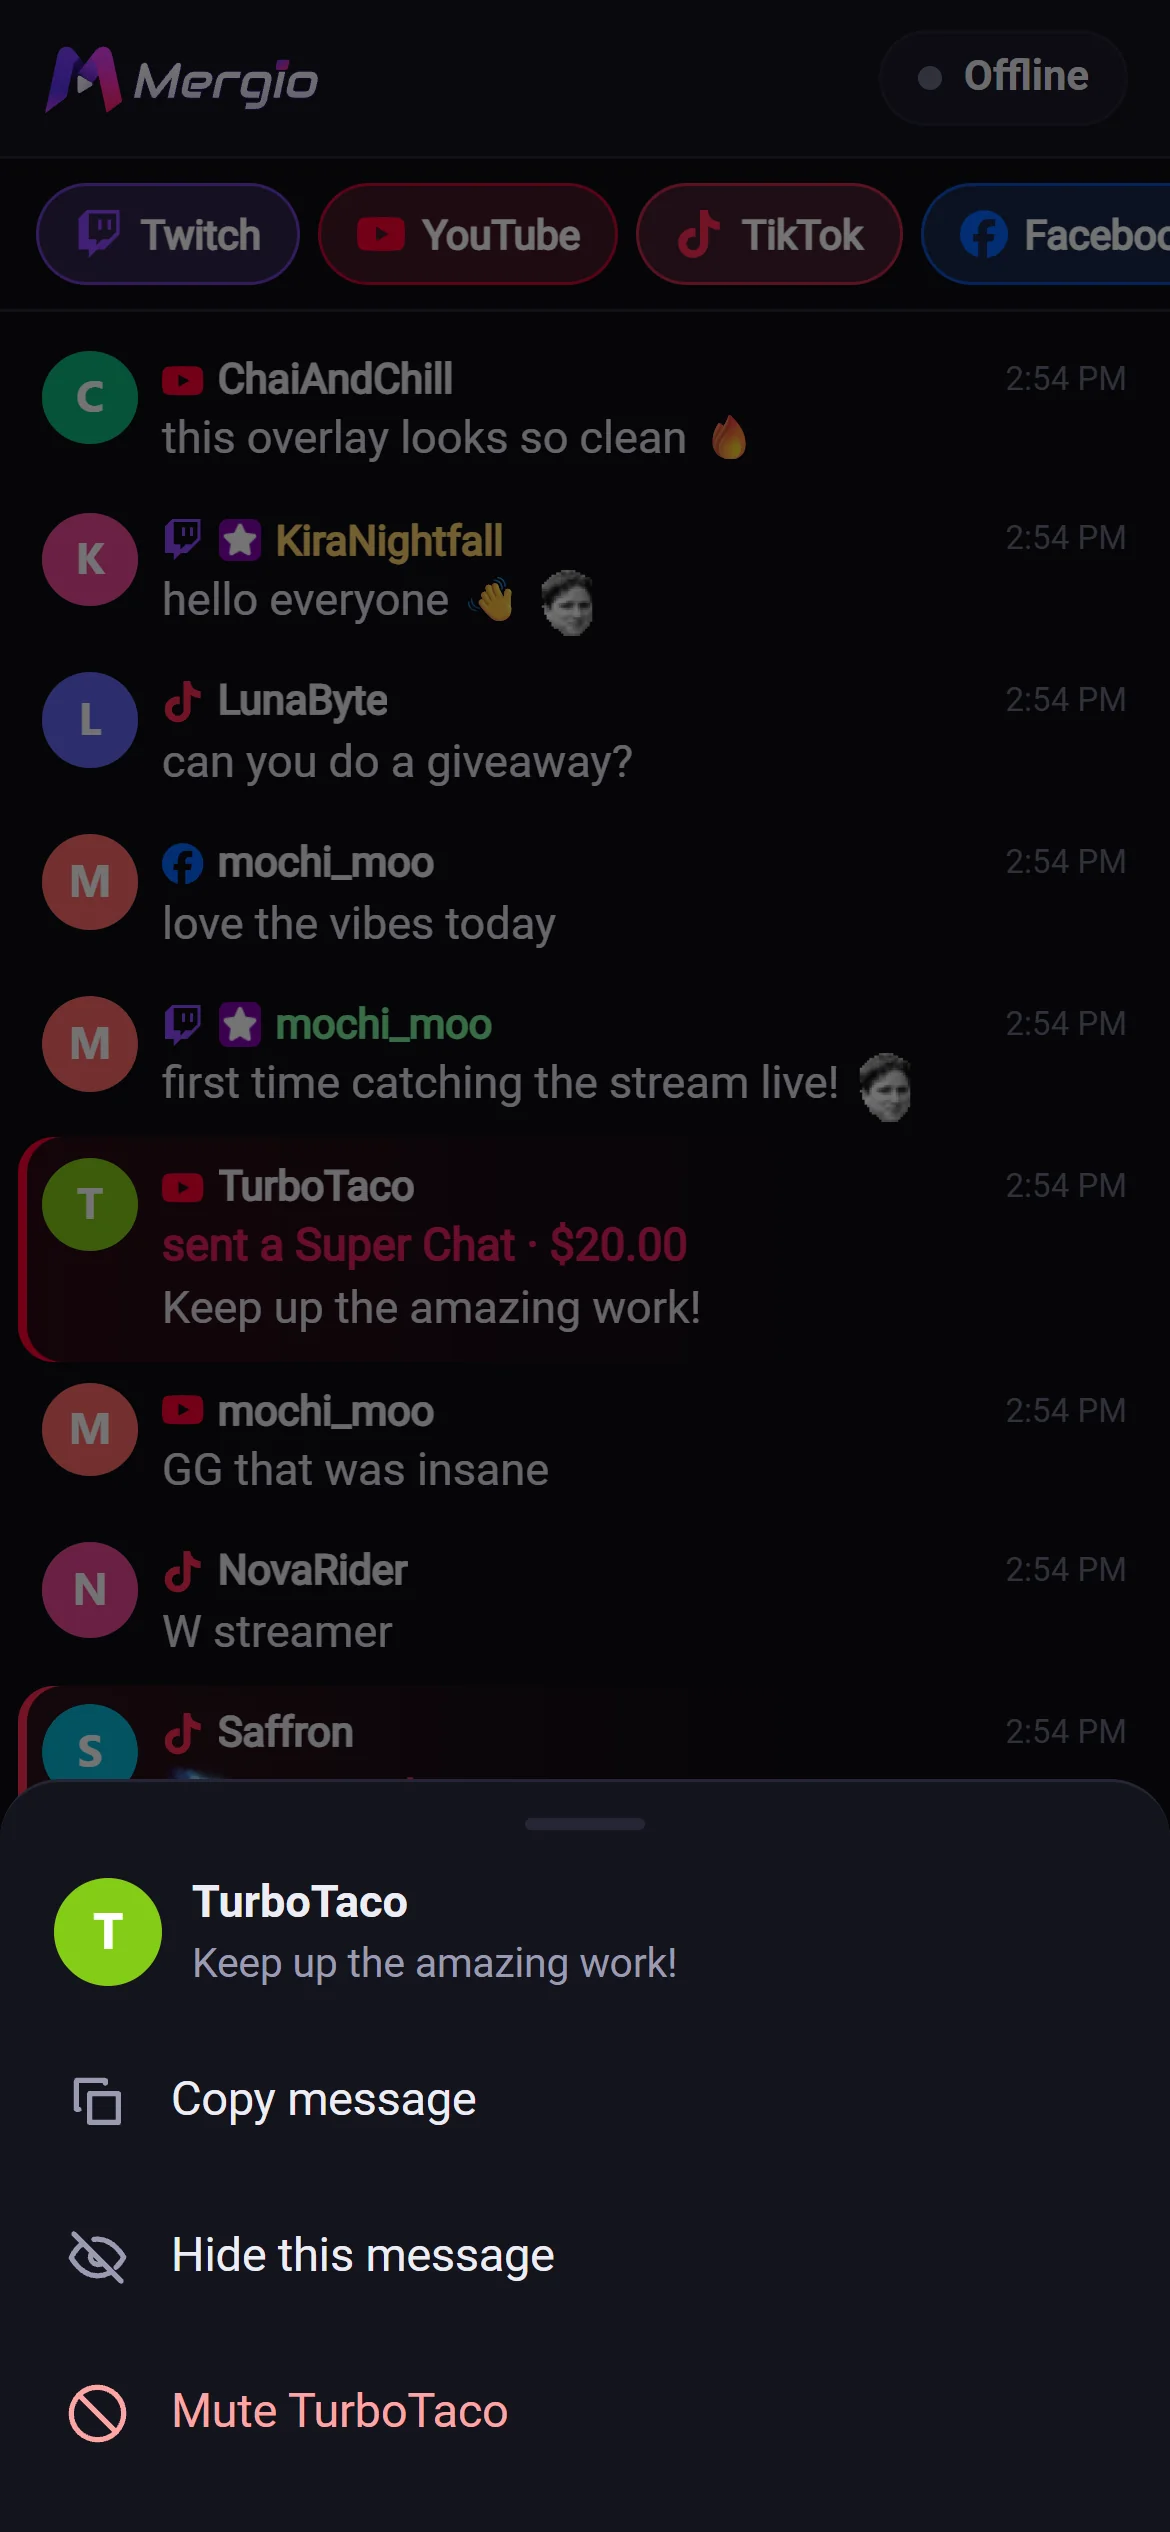 Mergio
Offline
Twitch
YouTube
TikTok
C
ChaiAndChill
2:54 PM
this overlay looks so clean 🔥
K
KiraNightfall
2:54 PM
hello everyone 👋
L
LunaByte
2:54 PM
can you do a giveaway?
M
mochi_moo
2:54 PM
love the vibes today
M
mochi_moo
2:54 PM
first time catching the stream live!
T
TurboTaco
2:54 PM
sent a Super Chat · $20.00
Keep up the amazing work!
M
mochi_moo
2:54 PM
GG that was insane
N
NovaRider
2:54 PM
W streamer
S
Saffron
2:54 PM
T
TurboTaco
Keep up the amazing work!
Copy message
Hide this message
Mute TurboTaco